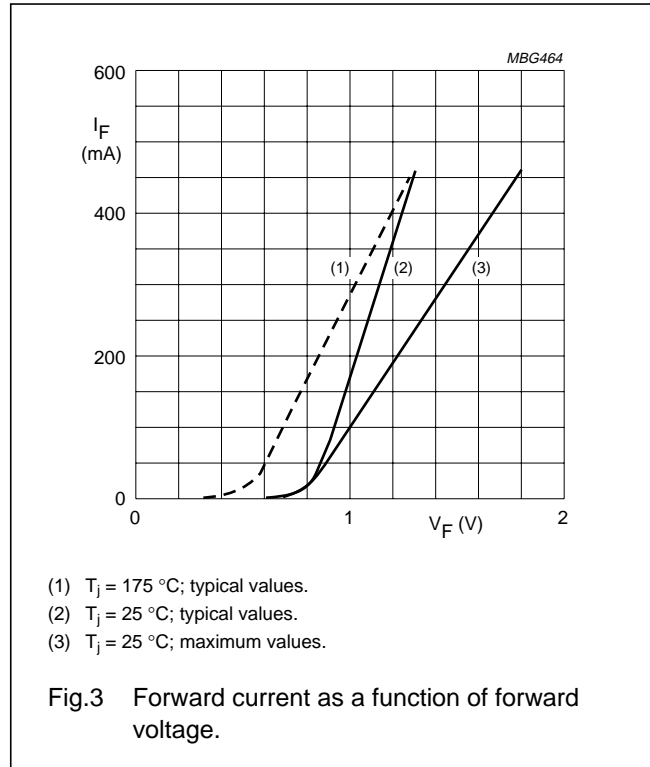 MBG464
600
I_F
(mA)
400
(1) (2) (3)
200
0
0 1 V_F (V) 2
(1) T_j = 175 °C; typical values.
(2) T_j = 25 °C; typical values.
(3) T_j = 25 °C; maximum values.
Fig.3 Forward current as a function of forward
voltage.